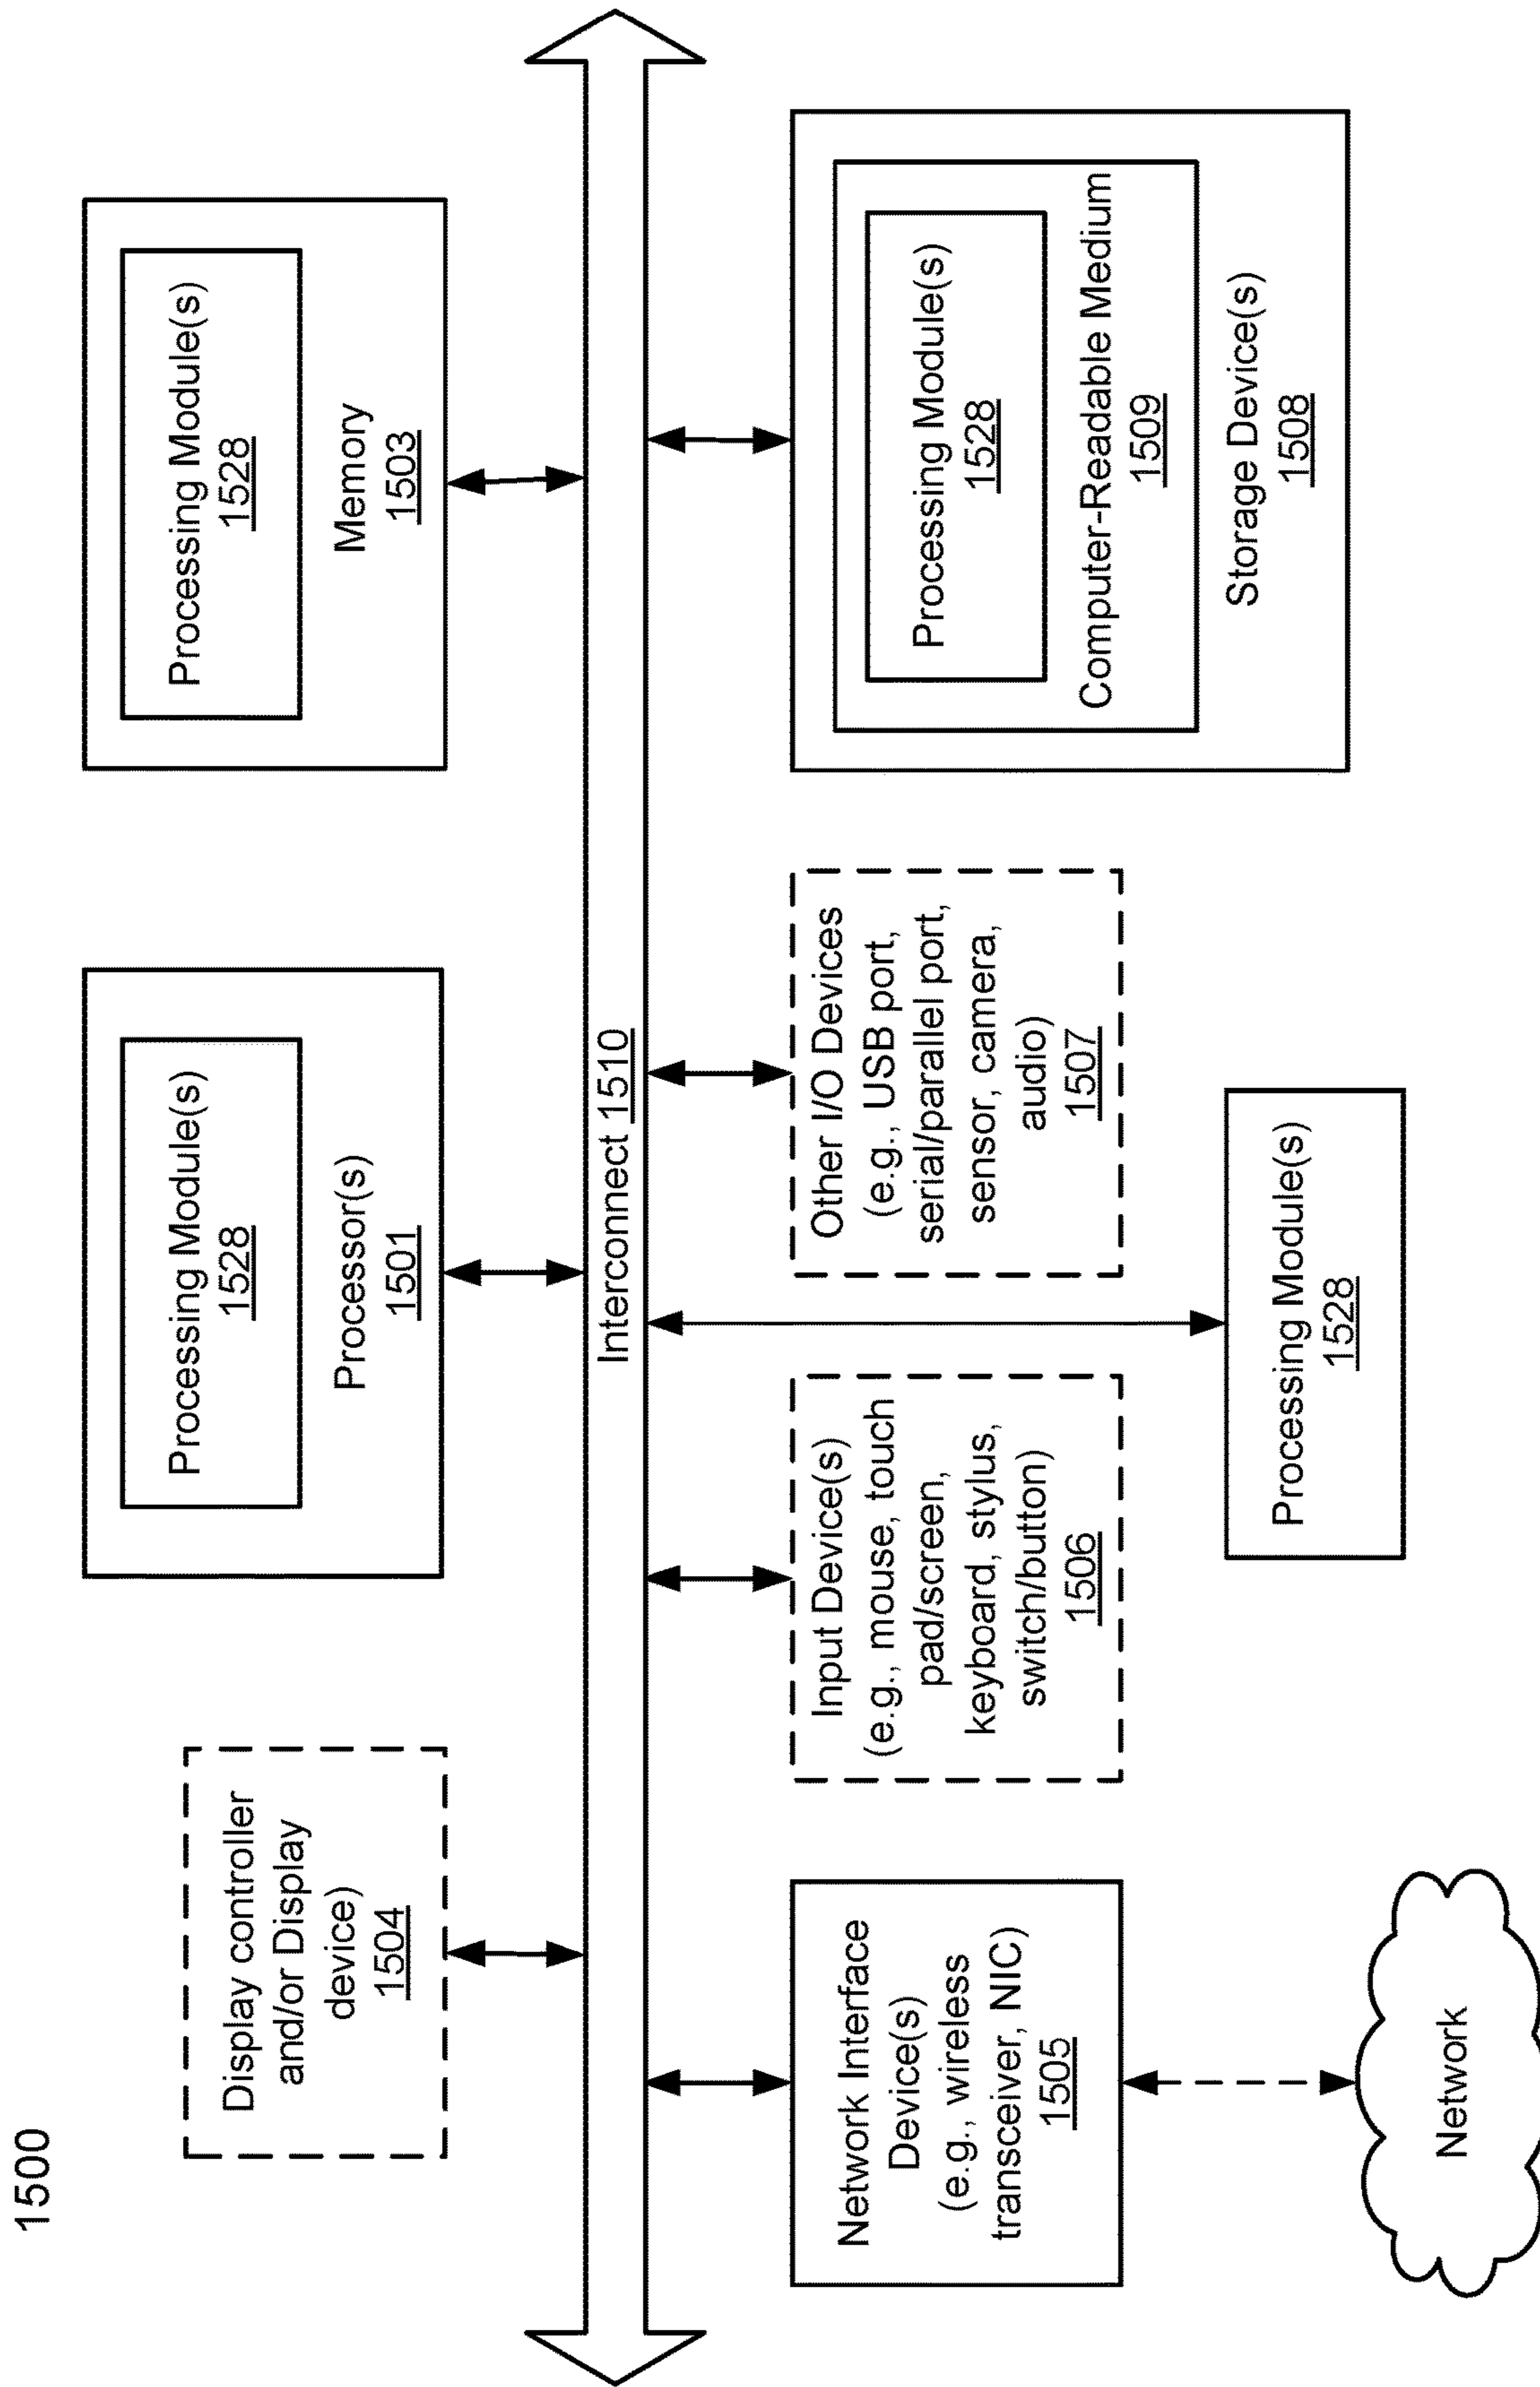 1500
Display controller
and/or Display
device)
1504
Processing Module(s)
1528
Processor(s)
1501
Processing Module(s)
1528
Memory
1503
Interconnect 1510
Network Interface
Device(s)
(e.g., wireless
transceiver, NIC)
1505
Input Device(s)
(e.g., mouse, touch
pad/screen,
keyboard, stylus,
switch/button)
1506
Other I/O Devices
(e.g., USB port,
serial/parallel port,
sensor, camera,
audio)
1507
Processing Module(s)
1528
Computer-Readable Medium
1509
Storage Device(s)
1508
Processing Module(s)
1528
Network